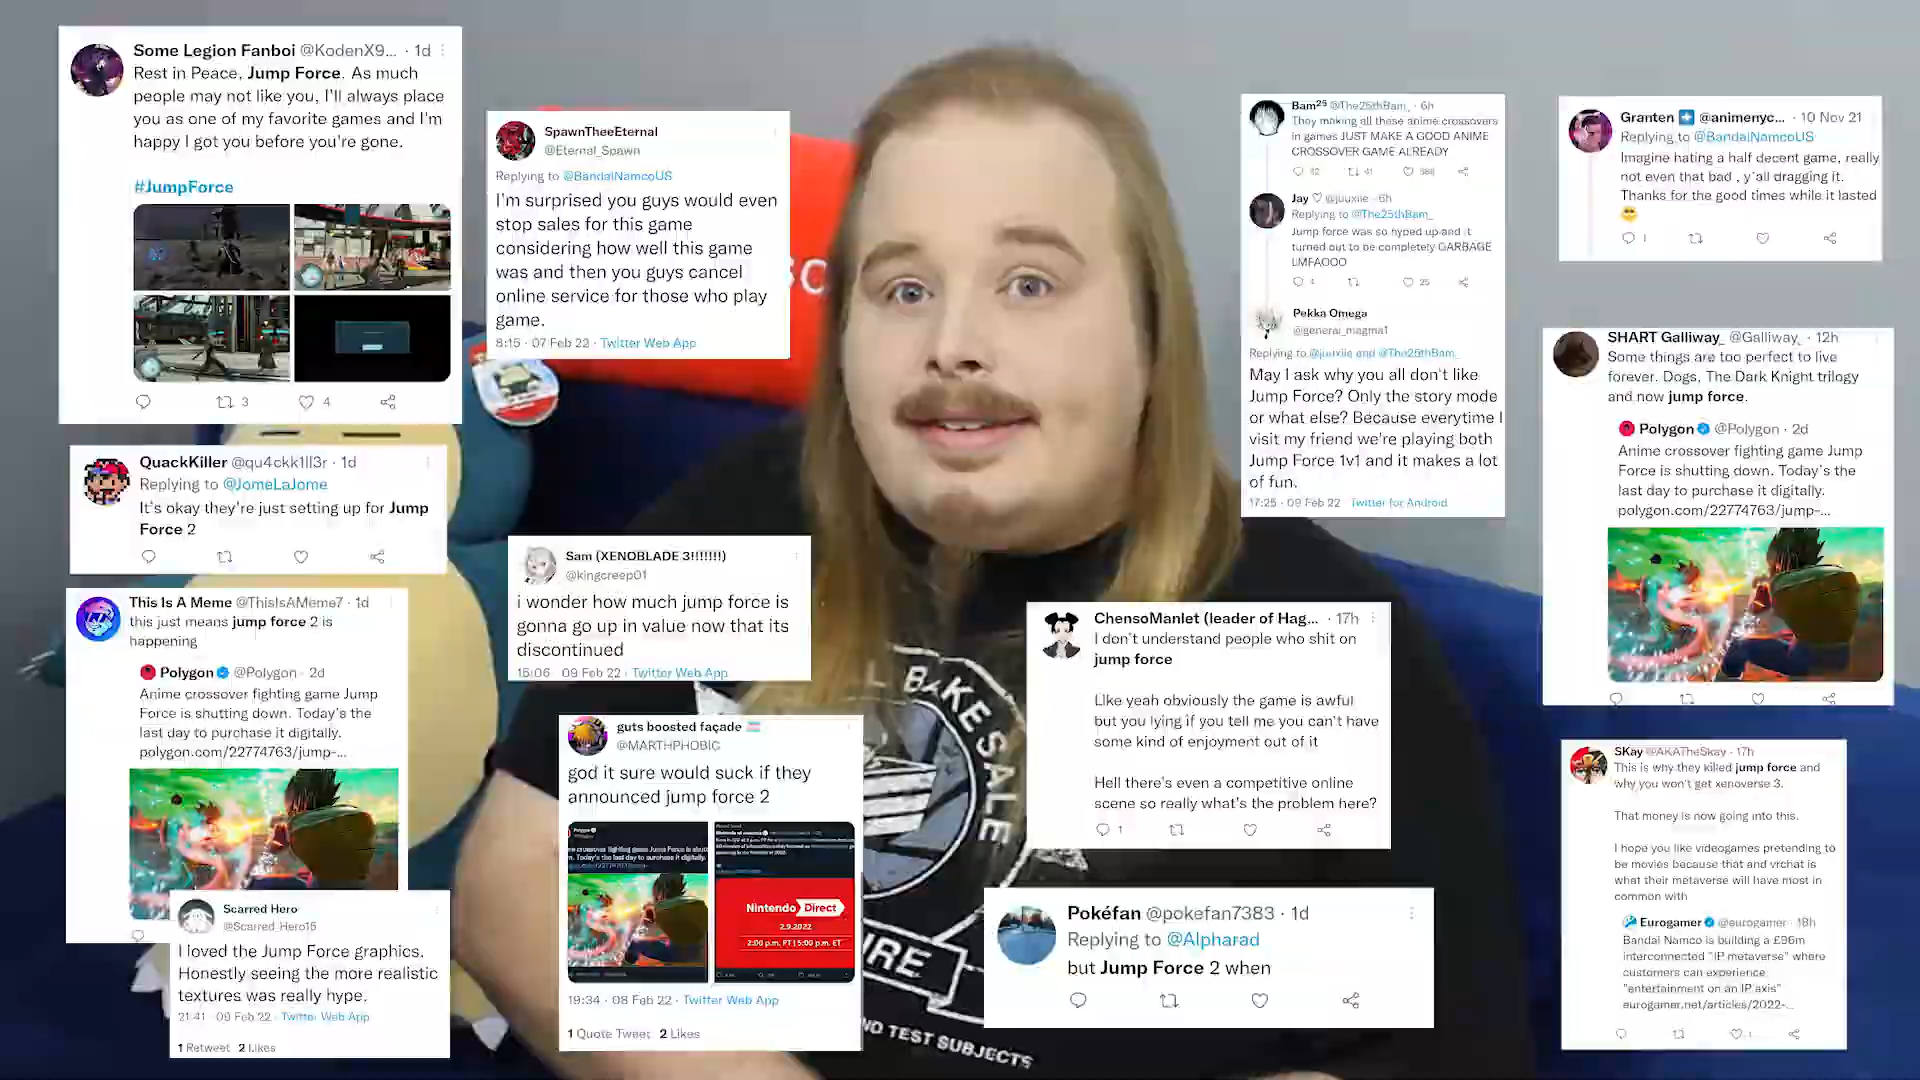 Some Legion Fanboi @KodenX9... · 1d
Rest in Peace, Jump Force. As much
people may not like you, I'll always place
you as one of my favorite games and I'm
happy I got you before you're gone.
#JumpForce
3
4
QuackKiller @qu4ckk1ll3r · 1d
Replying to @JomeLaJome
It's okay they're just setting up for Jump
Force 2
This Is A Meme @ThisIsAMeme7 · 1d
this just means jump force 2 is
happening
Polygon @Polygon · 2d
Anime crossover fighting game Jump
Force is shutting down. Today's the
last day to purchase it digitally.
polygon.com/22774763/jump-...
Scarred Hero
@Scarred_Hero15
I loved the Jump Force graphics.
Honestly seeing the more realistic
textures was really hype.
21:41 · 09 Feb 22 · Twitter Web App
1 Retweet 2 Likes
SpawnTheeEternal
@Eternal_Spawn
Replying to @BandaiNamcoUS
I'm surprised you guys would even
stop sales for this game
considering how well this game
was and then you guys cancel
online service for those who play
game.
8:15 · 07 Feb 22 · Twitter Web App
Sam (XENOBLADE 3!!!!!!!)
@kingcreep01
i wonder how much jump force is
gonna go up in value now that its
discontinued
15:06 · 09 Feb 22 · Twitter Web App
guts boosted façade
@MARTHPHOBIC
god it sure would suck if they
announced jump force 2
Nintendo Direct
2.9.2022
2:00 p.m. PT | 5:00 p.m. ET
19:34 · 08 Feb 22 · Twitter Web App
1 Quote Tweet 2 Likes
BAKE SALE
ND TEST SUBJECTS
Bam²⁵ @The25thBam_ · 6h
They making all these anime crossovers
in games JUST MAKE A GOOD ANIME
CROSSOVER GAME ALREADY
12
41
588
Jay ♡ @juuxiie · 6h
Replying to @The25thBam_
Jump force was so hyped up and it
turned out to be completely GARBAGE
LMFAOOO
4
25
Pekka Omega
@general_magma1
Replying to @juuxiie and @The25thBam_
May I ask why you all don't like
Jump Force? Only the story mode
or what else? Because everytime I
visit my friend we're playing both
Jump Force 1v1 and it makes a lot
of fun.
17:25 · 09 Feb 22 · Twitter for Android
ChensoManlet (leader of Hag... · 17h
I don't understand people who shit on
jump force
Like yeah obviously the game is awful
but you lying if you tell me you can't have
some kind of enjoyment out of it
Hell there's even a competitive online
scene so really what's the problem here?
1
Pokéfan @pokefan7383 · 1d
Replying to @Alpharad
but Jump Force 2 when
Granten @animenyc... · 10 Nov 21
Replying to @BandaiNamcoUS
Imagine hating a half decent game, really
not even that bad , y'all dragging it.
Thanks for the good times while it lasted
1
SHART Galliway_ @Galliway_ · 12h
Some things are too perfect to live
forever. Dogs, The Dark Knight trilogy
and now jump force.
Polygon @Polygon · 2d
Anime crossover fighting game Jump
Force is shutting down. Today's the
last day to purchase it digitally.
polygon.com/22774763/jump-...
SKay @AKATheSkay · 17h
This is why they killed jump force and
why you won't get xenoverse 3.
That money is now going into this.
I hope you like videogames pretending to
be movies because that and vrchat is
what their metaverse will have most in
common with
Eurogamer @eurogamer · 18h
Bandai Namco is building a £96m
interconnected "IP metaverse" where
customers can experience
"entertainment on an IP axis"
eurogamer.net/articles/2022-...
1